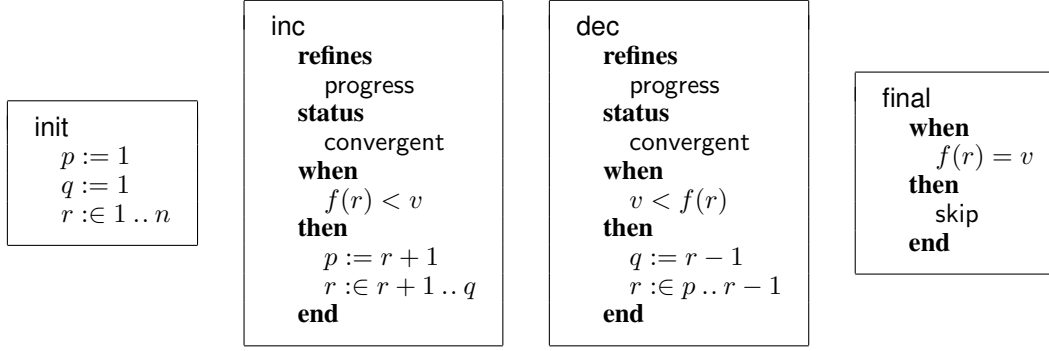 init
p := 1
q := 1
r :∈ 1 .. n
inc
refines
progress
status
convergent
when
f(r) < v
then
p := r + 1
r :∈ r + 1 .. q
end
dec
refines
progress
status
convergent
when
v < f(r)
then
q := r − 1
r :∈ p .. r − 1
end
final
when
f(r) = v
then
skip
end